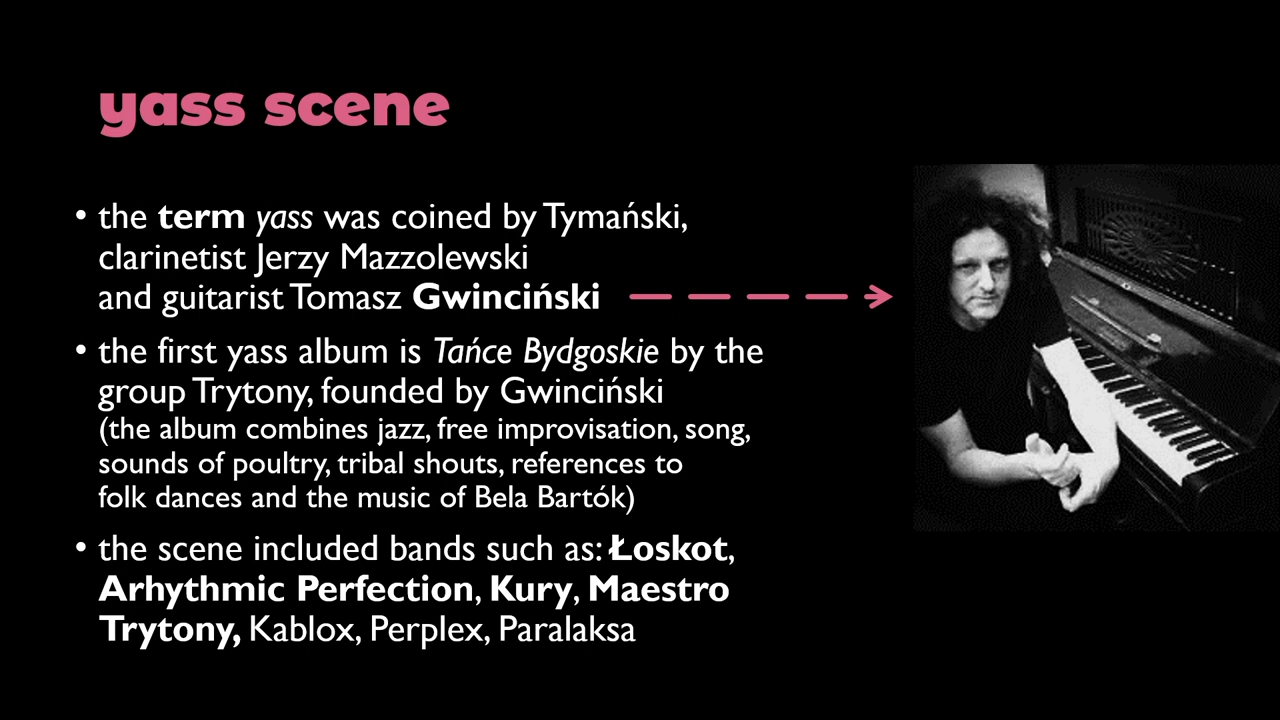 yass scene
• the term yass was coined by Tymański,
clarinetist Jerzy Mazzolewski
and guitarist Tomasz Gwinciński
• the first yass album is Tańce Bydgoskie by the
group Trytony, founded by Gwinciński
(the album combines jazz, free improvisation, song,
sounds of poultry, tribal shouts, references to
folk dances and the music of Bela Bartók)
• the scene included bands such as: Łoskot,
Arhythmic Perfection, Kury, Maestro
Trytony, Kablox, Perplex, Paralaksa